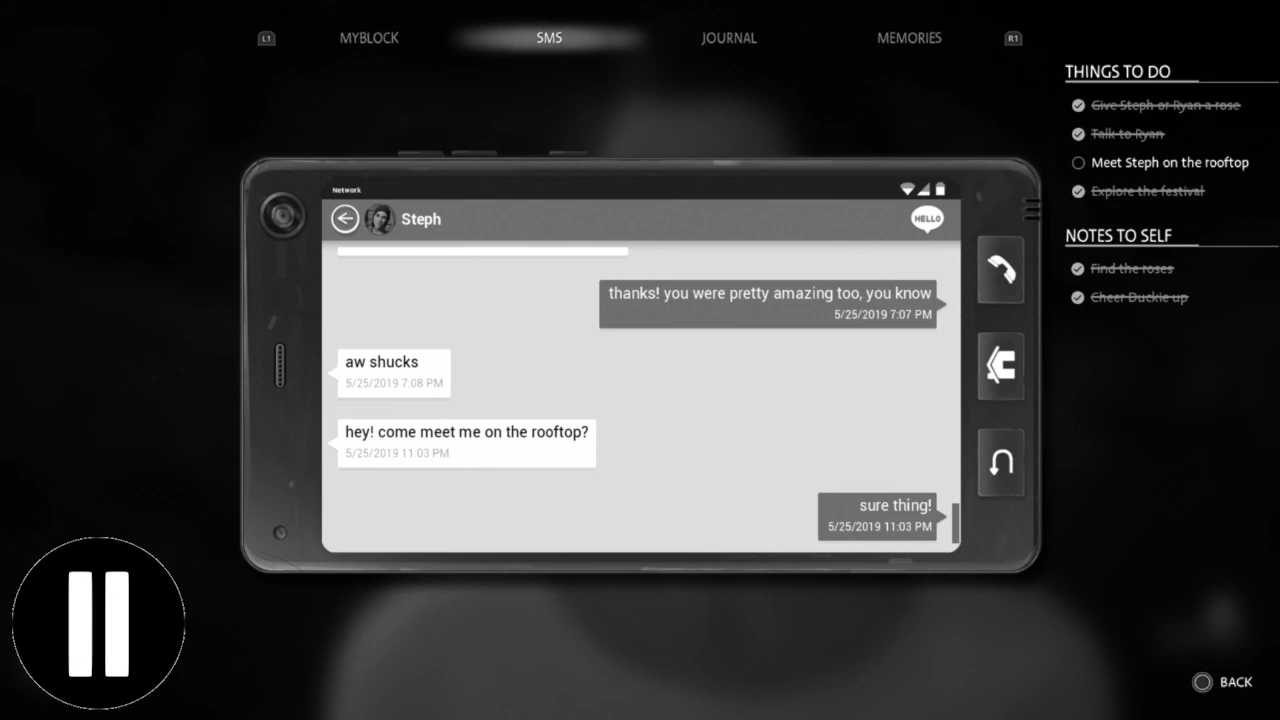 L1
MYBLOCK
SMS
JOURNAL
MEMORIES
R1
THINGS TO DO
Give Steph or Ryan a rose
Talk to Ryan
Meet Steph on the rooftop
Explore the festival
NOTES TO SELF
Find the roses
Cheer Duckie up
Network
Steph
HELLO
thanks! you were pretty amazing too, you know
5/25/2019 7:07 PM
aw shucks
5/25/2019 7:08 PM
hey! come meet me on the rooftop?
5/25/2019 11:03 PM
sure thing!
5/25/2019 11:03 PM
BACK